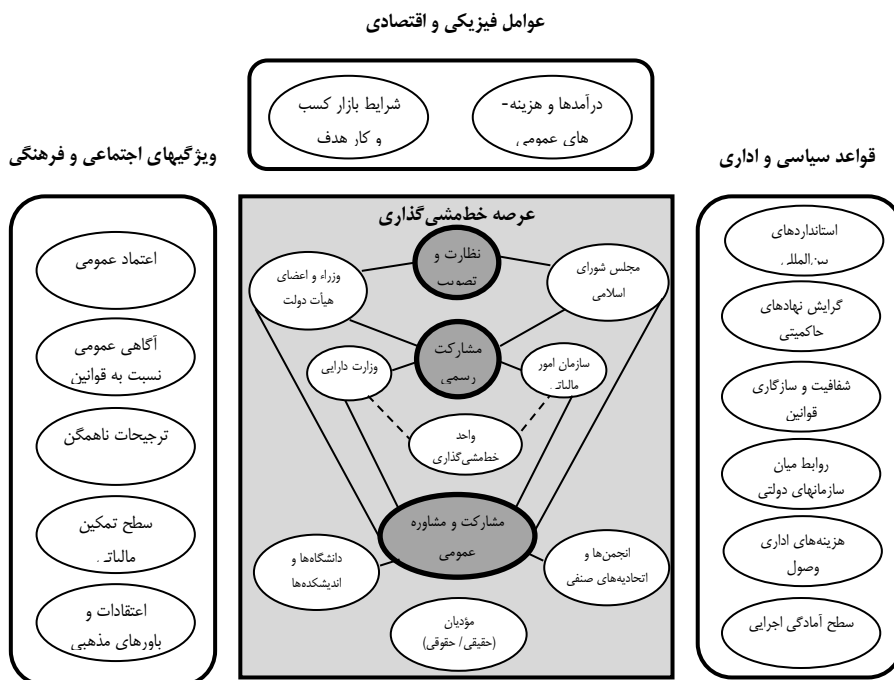 عوامل فیزیکی و اقتصادی
درآمدها و هزینه-
های عمومی
شرایط بازار کسب
و کار هدف
قواعد سیاسی و اداری
استانداردهای
بین‌المللی
گرایش نهادهای
حاکمیتی
شفافیت و سازگاری
قوانین
روابط میان
سازمانهای دولتی
هزینه‌های اداری
وصول
سطح آمادگی اجرایی
عرصه خط‌مشی‌گذاری
نظارت و
تصویب
مجلس شورای
اسلامی
وزراء و اعضای
هیأت دولت
مشارکت
رسمی
سازمان امور
مالیاتی
وزارت دارایی
واحد
خط‌مشی‌گذاری
مشارکت و مشاوره
عمومی
انجمن‌ها و
اتحادیه‌های صنفی
دانشگاه‌ها و
اندیشکده‌ها
مؤدیان
(حقیقی/ حقوقی)
ویژگیهای اجتماعی و فرهنگی
اعتماد عمومی
آگاهی عمومی
نسبت به قوانین
ترجیحات ناهمگن
سطح تمکین
مالیاتی
اعتقادات و
باورهای مذهبی